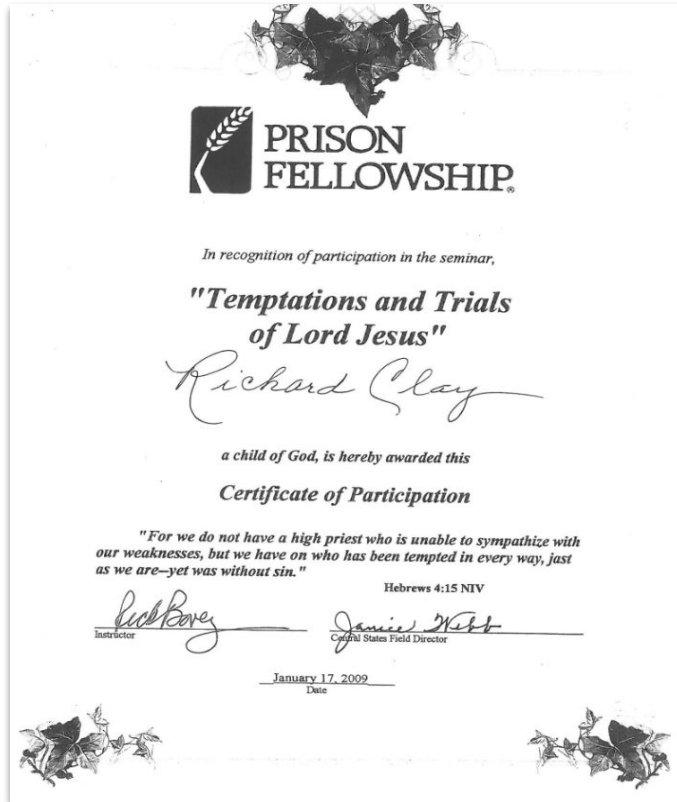 PRISON
FELLOWSHIP®
In recognition of participation in the seminar,
"Temptations and Trials
of Lord Jesus"
Richard Clay
a child of God, is hereby awarded this
Certificate of Participation
"For we do not have a high priest who is unable to sympathize with
our weaknesses, but we have on who has been tempted in every way, jast
as we are—yet was without sin."
Hebrews 4:15 NIV
Janice Webb
Instructor
Central States Field Director
January 17, 2009
Date